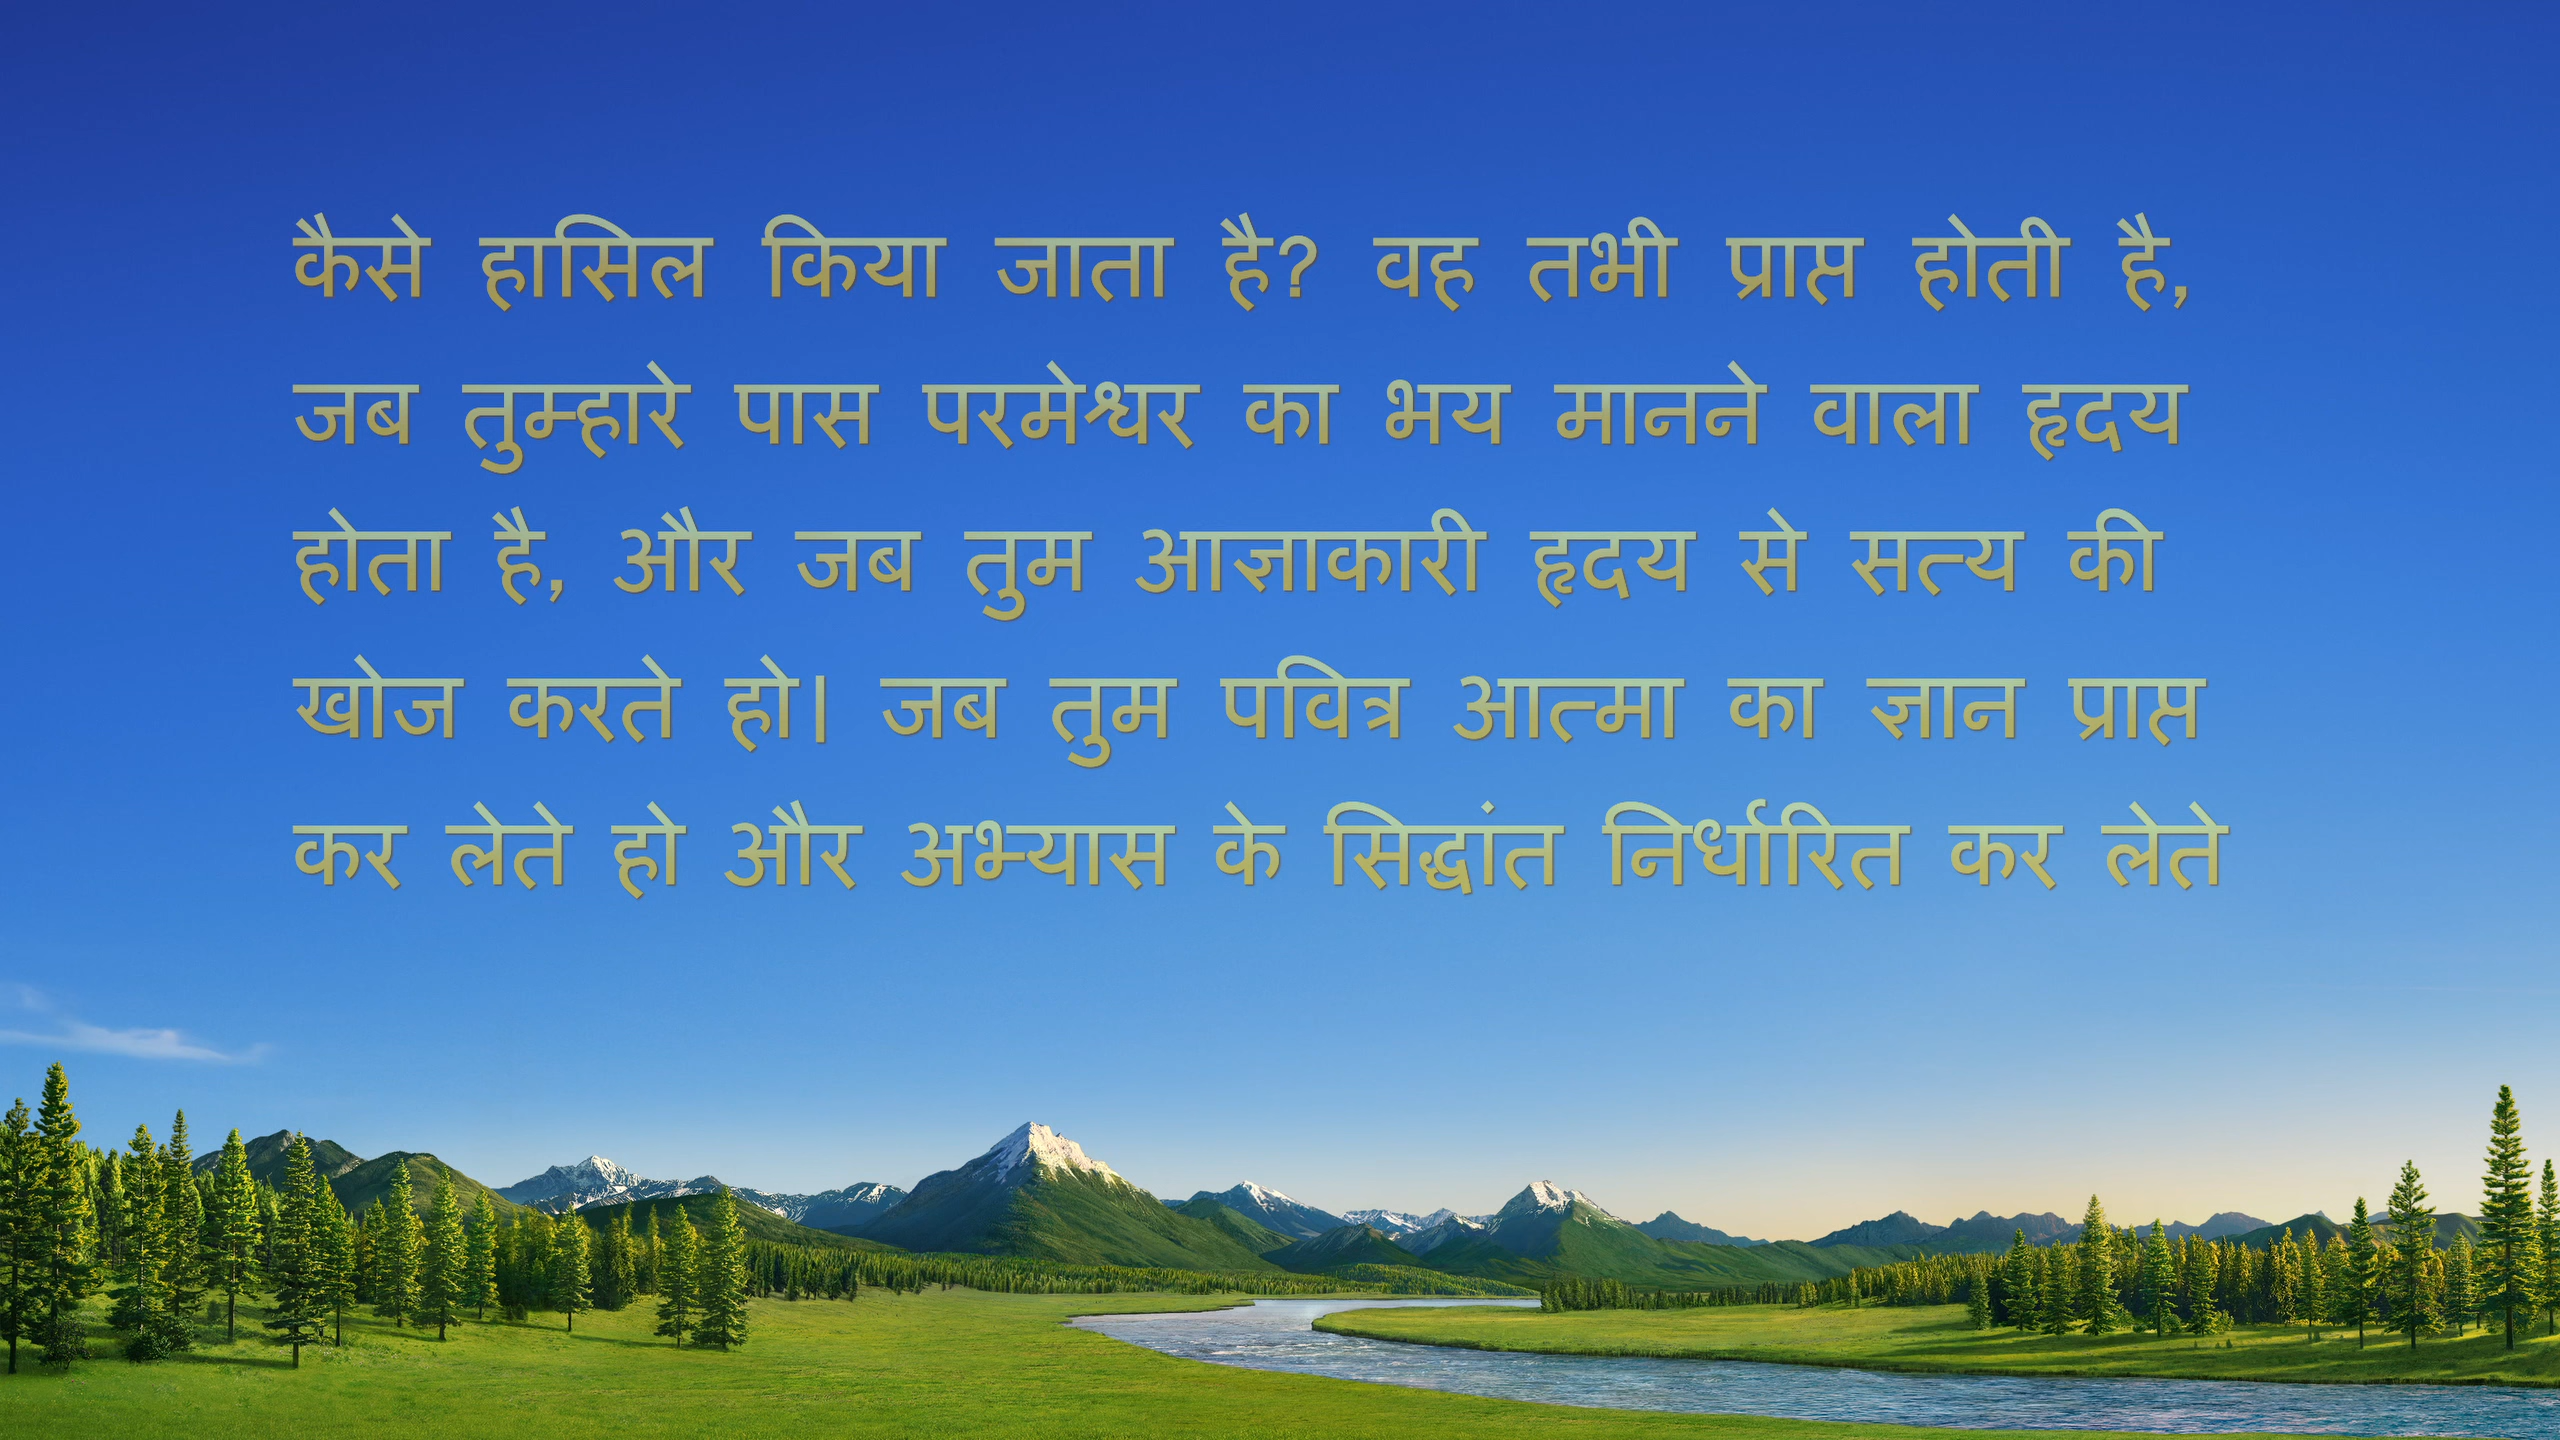 कैसे हासिल किया जाता है? वह तभी प्राप्त होती है,
जब तुम्हारे पास परमेश्वर का भय मानने वाला हृदय
होता है, और जब तुम आज्ञाकारी हृदय से सत्य की
खोज करते हो। जब तुम पवित्र आत्मा का ज्ञान प्राप्त
कर लेते हो और अभ्यास के सिद्धांत निर्धारित कर लेते